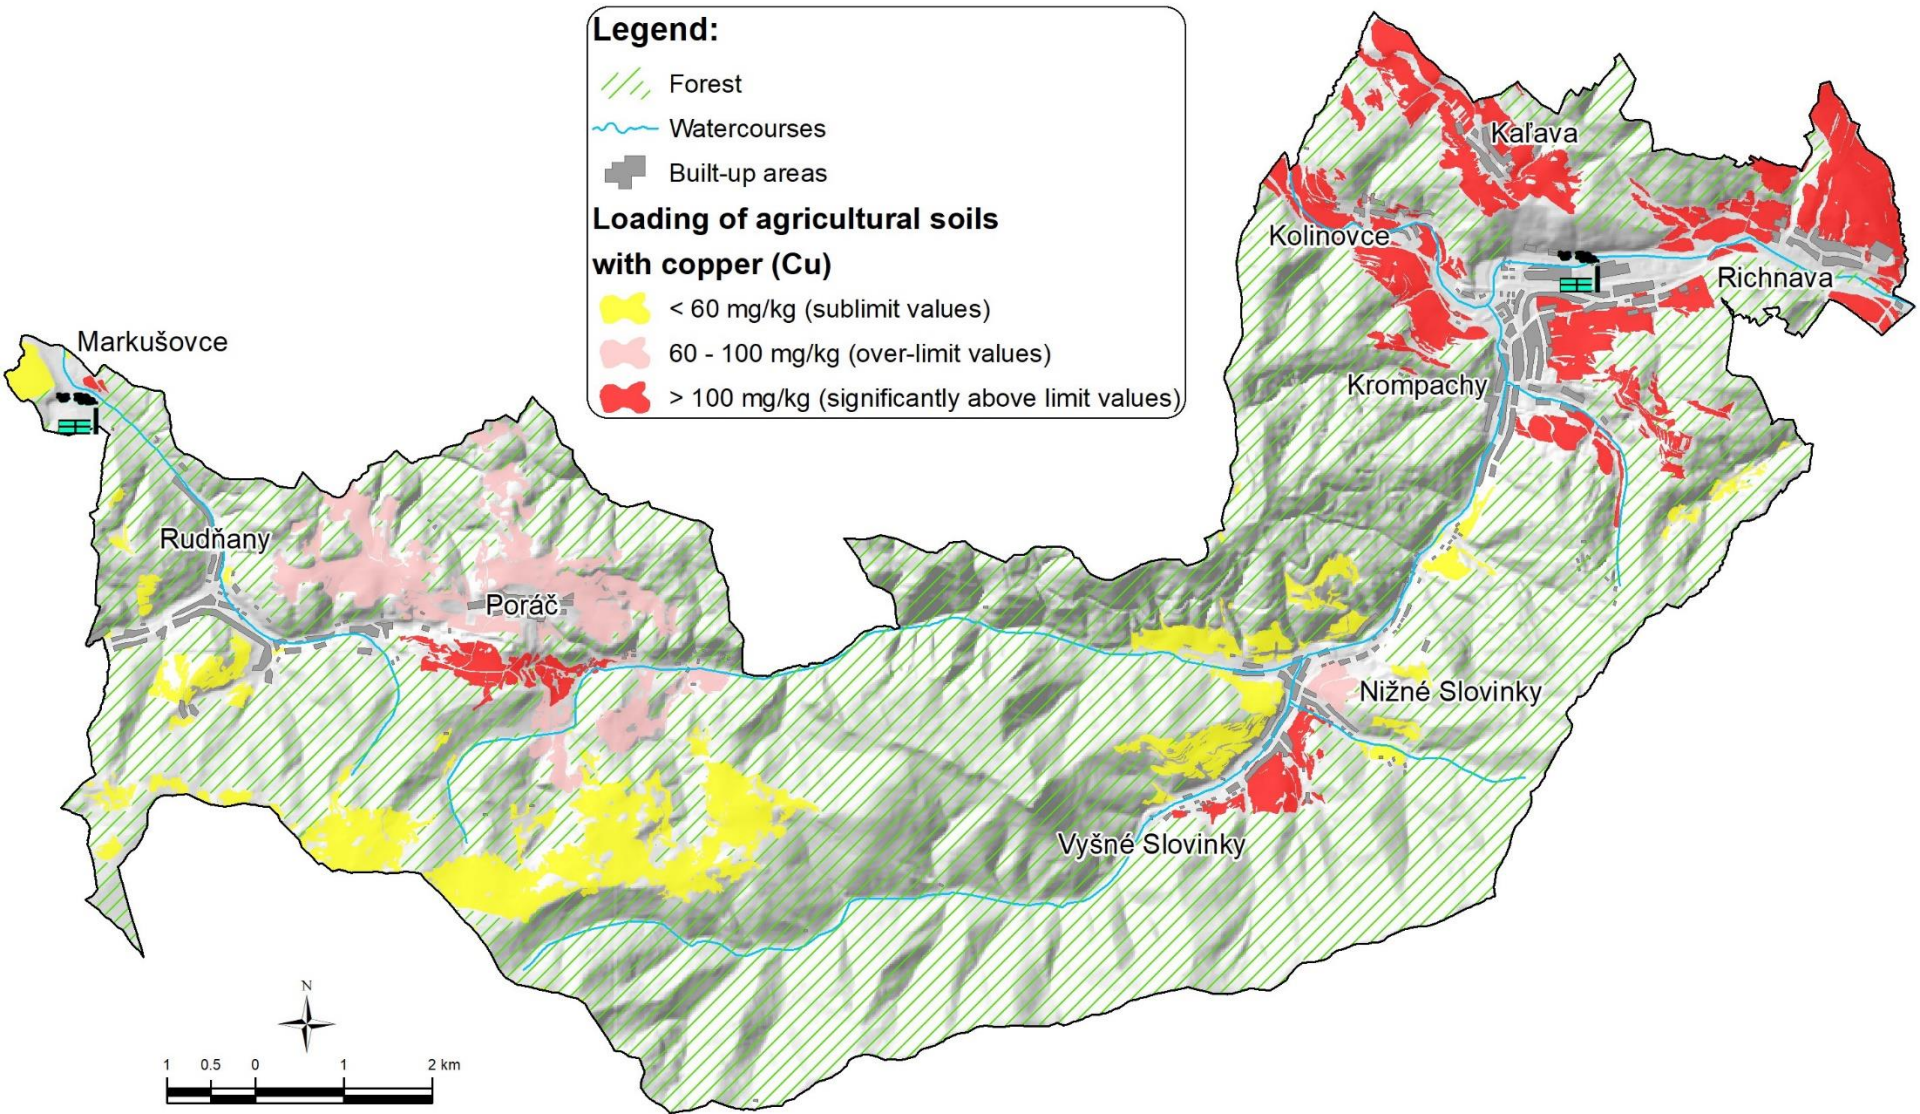 Legend:
Forest
Watercourses
Built-up areas
Loading of agricultural soils
with copper (Cu)
< 60 mg/kg (sublimit values)
60 - 100 mg/kg (over-limit values)
> 100 mg/kg (significantly above limit values)
Kaľava
Kolinovce
Richnava
Markušovce
Krompachy
Rudňany
Poráč
Nižné Slovinky
Vyšné Slovinky
N
1 0.5 0 1 2 km